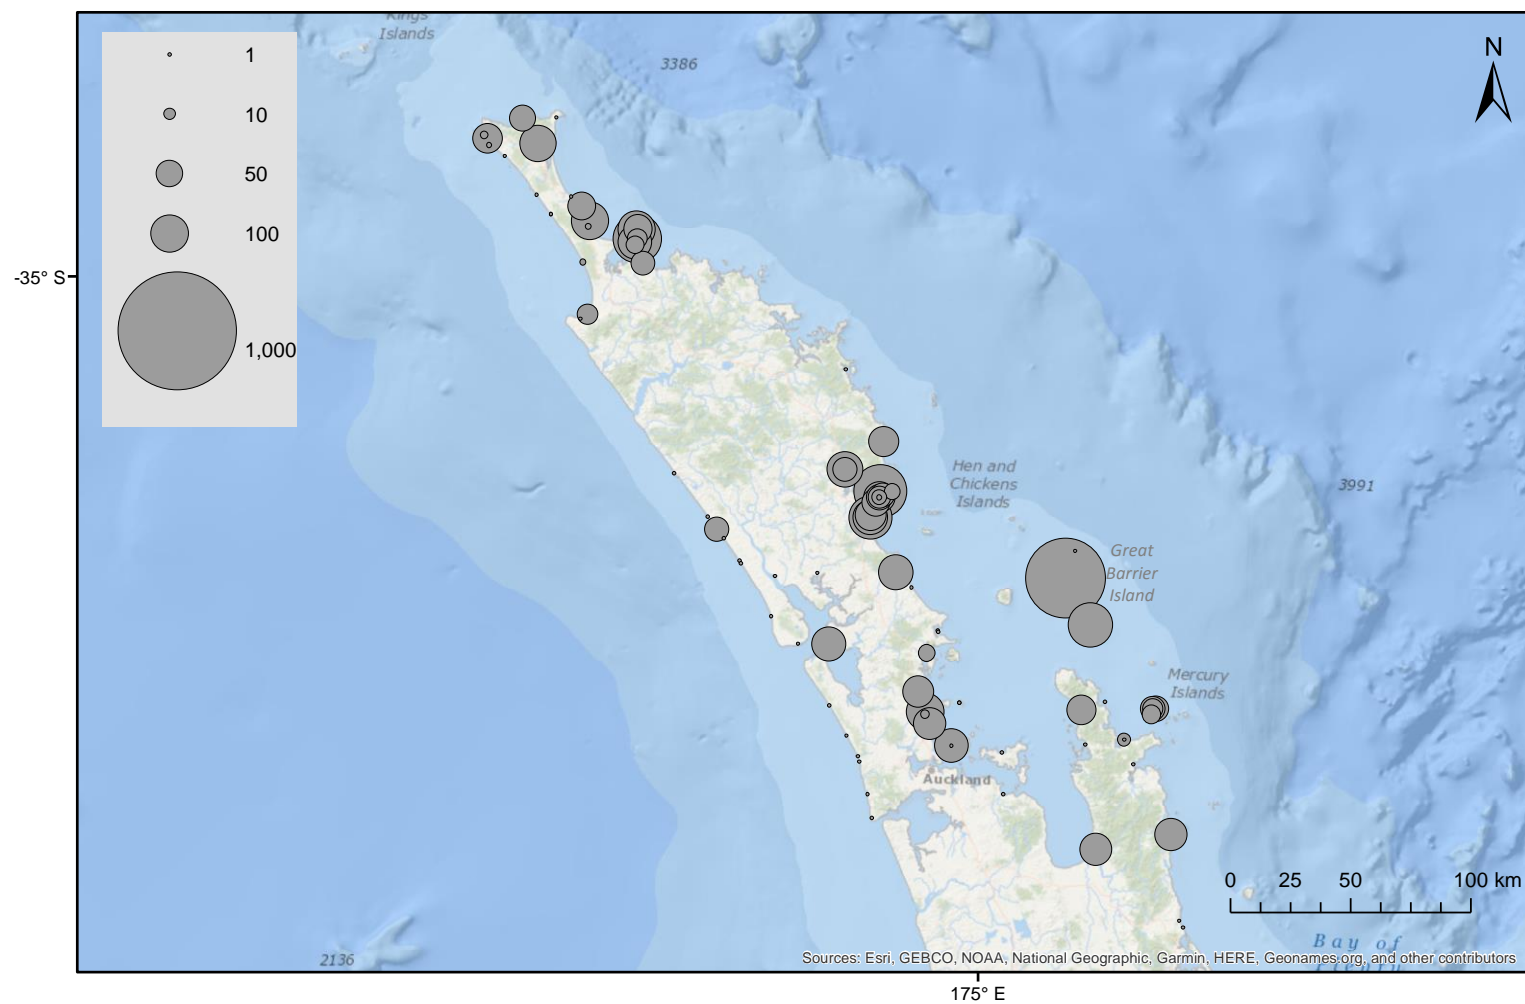 Kings
Islands
3386
N
1
10
50
100
1,000
-35° S
Hen and
Chickens
Islands
3991
Great
Barrier
Island
Mercury
Islands
Auckland
0 25 50 100 km
Bay of
Plenty
2136
Sources: Esri, GEBCO, NOAA, National Geographic, Garmin, HERE, Geonames.org, and other contributors
175° E